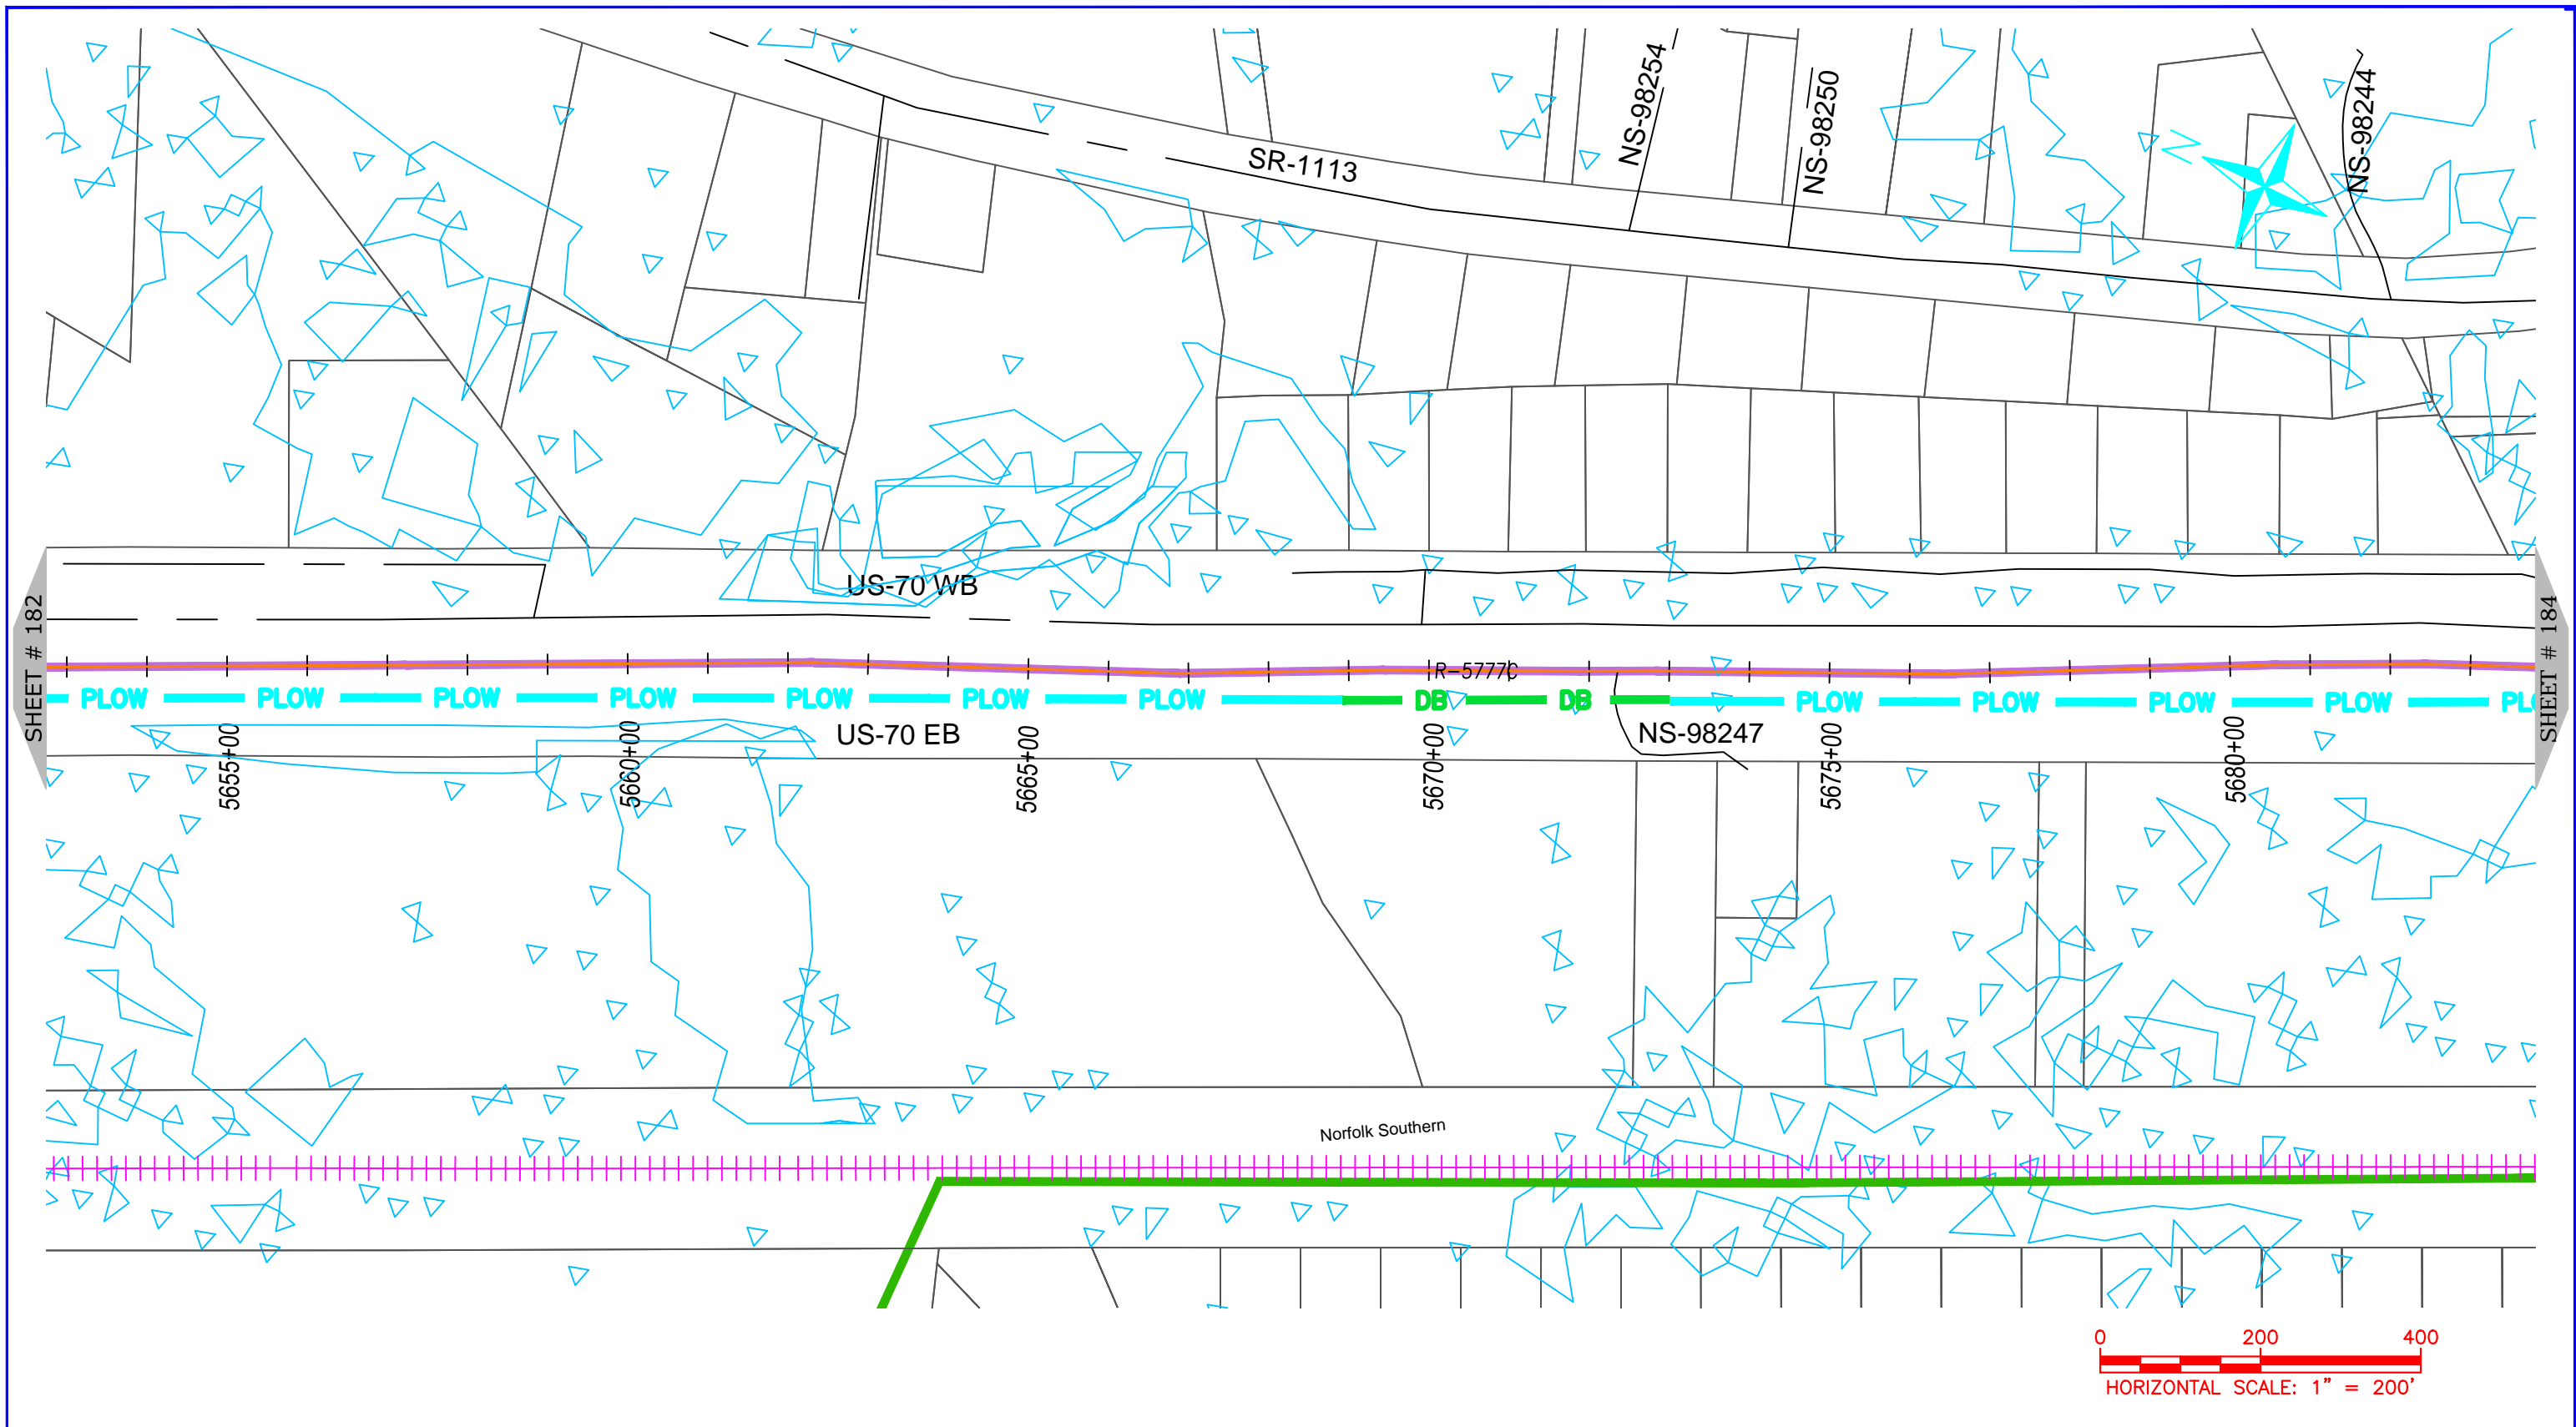 NS-98254
NS-98250
NS-98244
SR-1113
US-70 WB
SHEET # 182
SHEET # 184
R-5777C
PLOW PLOW PLOW PLOW PLOW PLOW PLOW DB DB PLOW PLOW PLOW PLOW PLO
US-70 EB
NS-98247
5655+00
5660+00
5665+00
5670+00
5675+00
5680+00
Norfolk Southern
0 200 400
HORIZONTAL SCALE: 1" = 200'